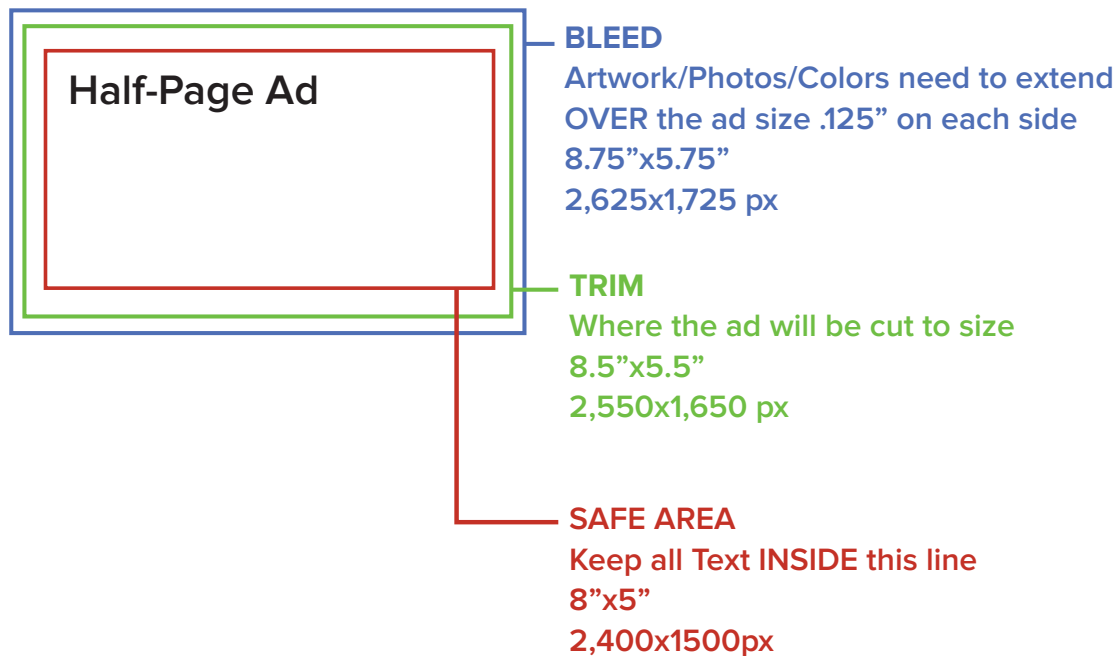 Half-Page Ad
BLEED
Artwork/Photos/Colors need to extend
OVER the ad size .125” on each side
8.75”x5.75”
2,625x1,725 px
TRIM
Where the ad will be cut to size
8.5”x5.5”
2,550x1,650 px
SAFE AREA
Keep all Text INSIDE this line
8”x5”
2,400x1500px